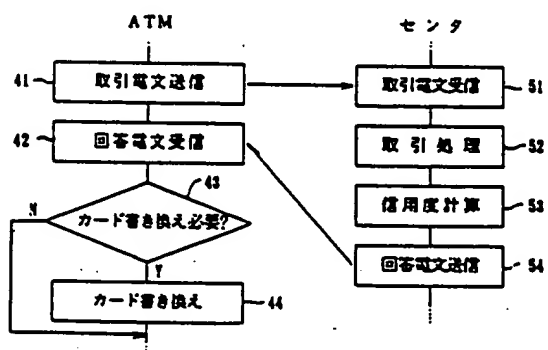 ATM
センタ
41
取引電文送信
取引電文受信
51
42
回答電文受信
取引処理
52
43
N
カード書き換え必要?
信用度計算
53
Y
回答電文送信
54
カード書き換え
44